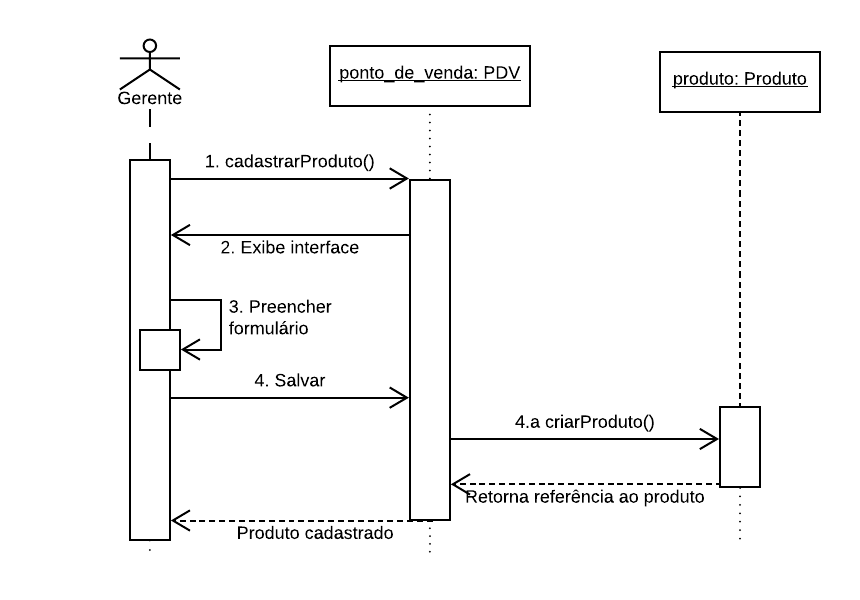 Gerente
ponto_de_venda: PDV
produto: Produto
1. cadastrarProduto()
2. Exibe interface
3. Preencher
formulário
4. Salvar
4.a criarProduto()
Retorna referência ao produto
Produto cadastrado